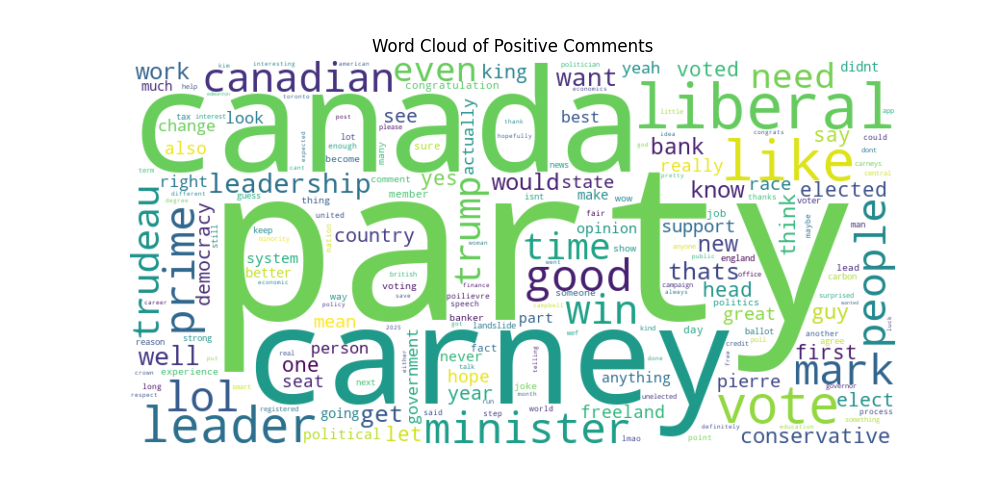 Word Cloud of Positive Comments
work
much
help
kim
interesting
american
canadian
even
congratulation
king
politician
economics
want
yeah
voted
need
didnt
canada
liberal
app
tax
interest
toronto
post
please
change
look
lot
enough
many
see
sure
actually
thank
hopefully
best
little
idea
congrats
say
could
dont
also
become
expected
cant
comment
god
news
bank
really
pretty
like
carneys
central
term
right
different
degree
leadership
guess
thing
yes
member
would
state
isnt
make
wow
know
race
thanks
elected
voter
trudeau
prime
democracy
still
keep
minority
united
nation
country
trump
woman
party
fair
opinion
time
show
went
support
job
new
think
maybe
man
people
system
better
economic
british
voting
save
finance
good
someone
anyone
public
england
thats
office
lead
carbon
career
way
policy
poilievre
speech
campaign
always
head
politics
surprised
wanted
mean
2025
banker
landslide
part
win
campbell
great
guy
luck
reason
strong
got
wef
kind
day
ballot
another
credit
poll
agree
well
put
experience
person
real
one
either
carney
fact
never
talk
telling
done
free
first
mark
crown
smart
seat
next
government
hope
anything
pierre
governor
long
respect
lol
year
run
month
joke
unelected
vote
elect
process
leader
registered
going
get
said
step
world
freeland
something
political
let
minister
lmao
point
definitely
education
conservative